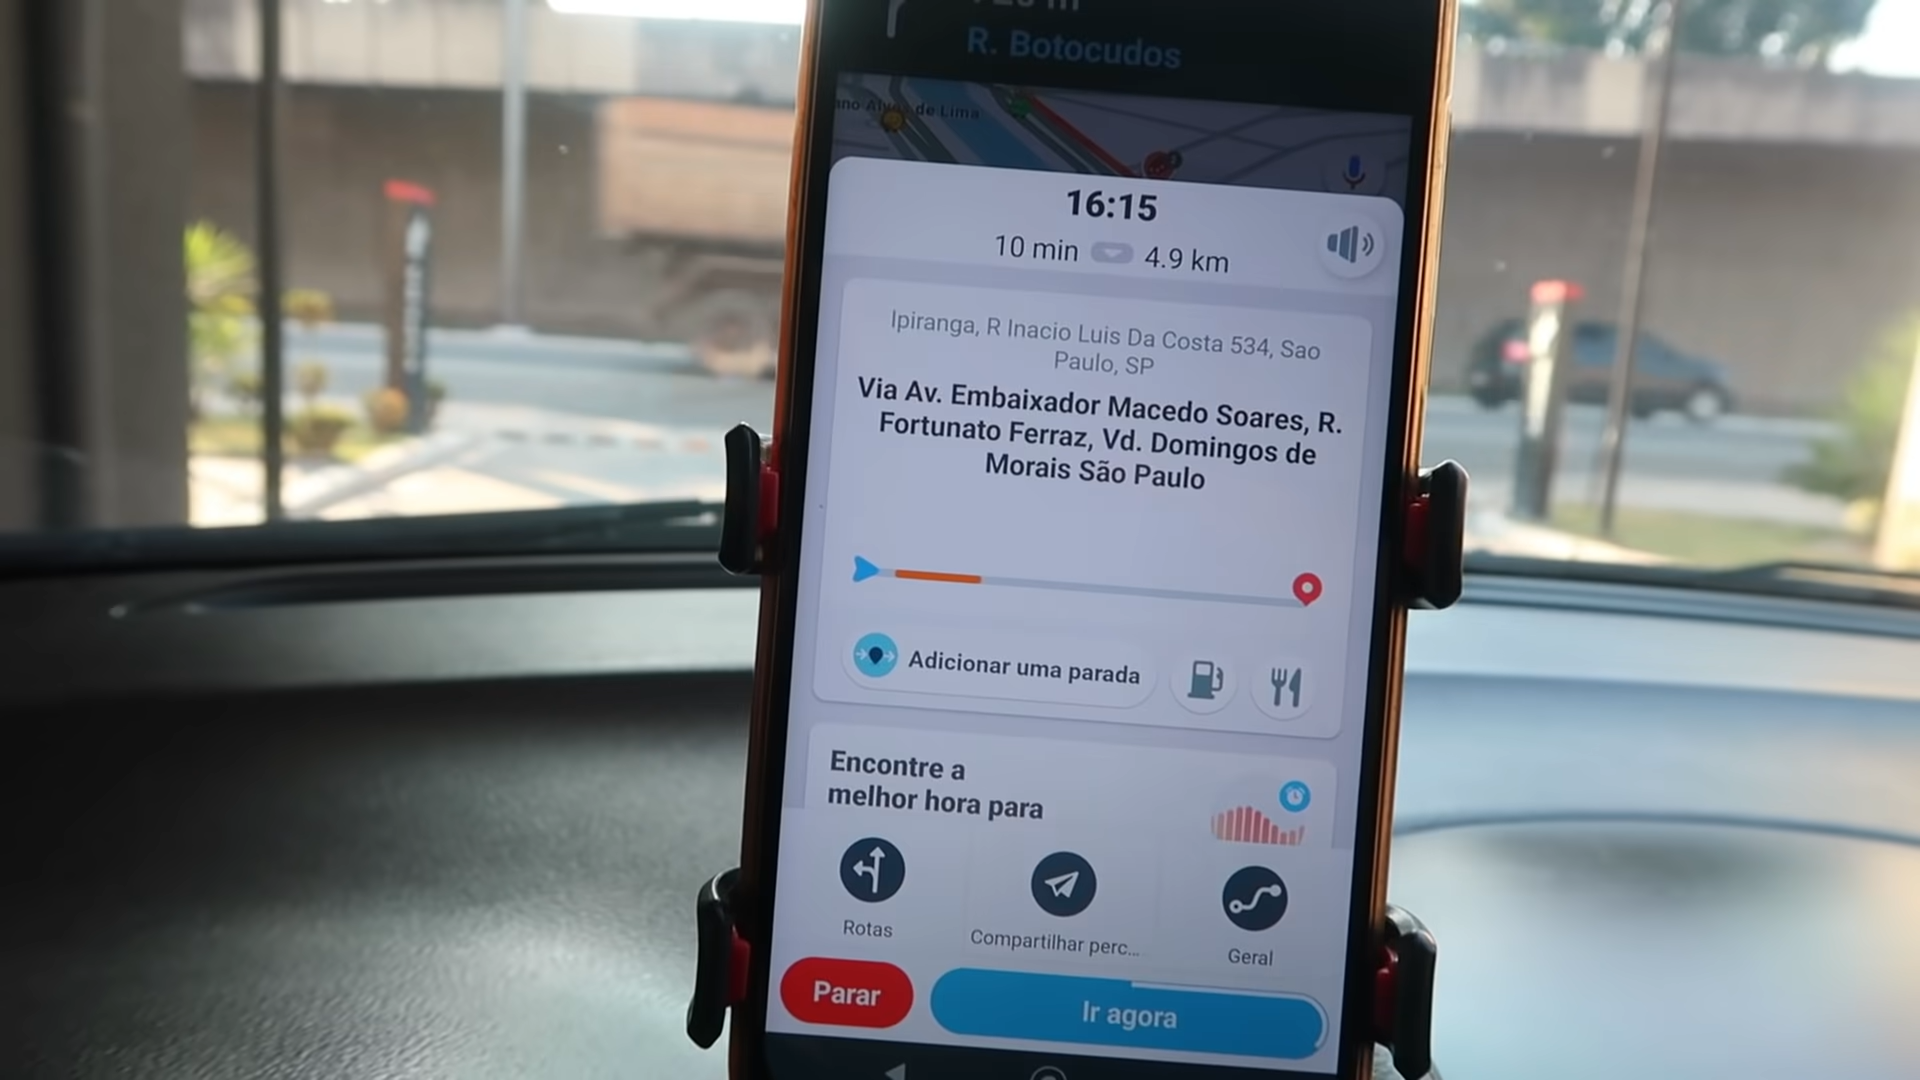 R. Botocudos
de Lima
16:15
10 min 4.9 km
Ipiranga, R Inacio Luis Da Costa 534, Sao
Paulo, SP
Via Av. Embaixador Macedo Soares, R.
Fortunato Ferraz, Vd. Domingos de
Morais São Paulo
Adicionar uma parada
Encontre a
melhor hora para
Rotas
Compartilhar perc...
Geral
Parar
Ir agora